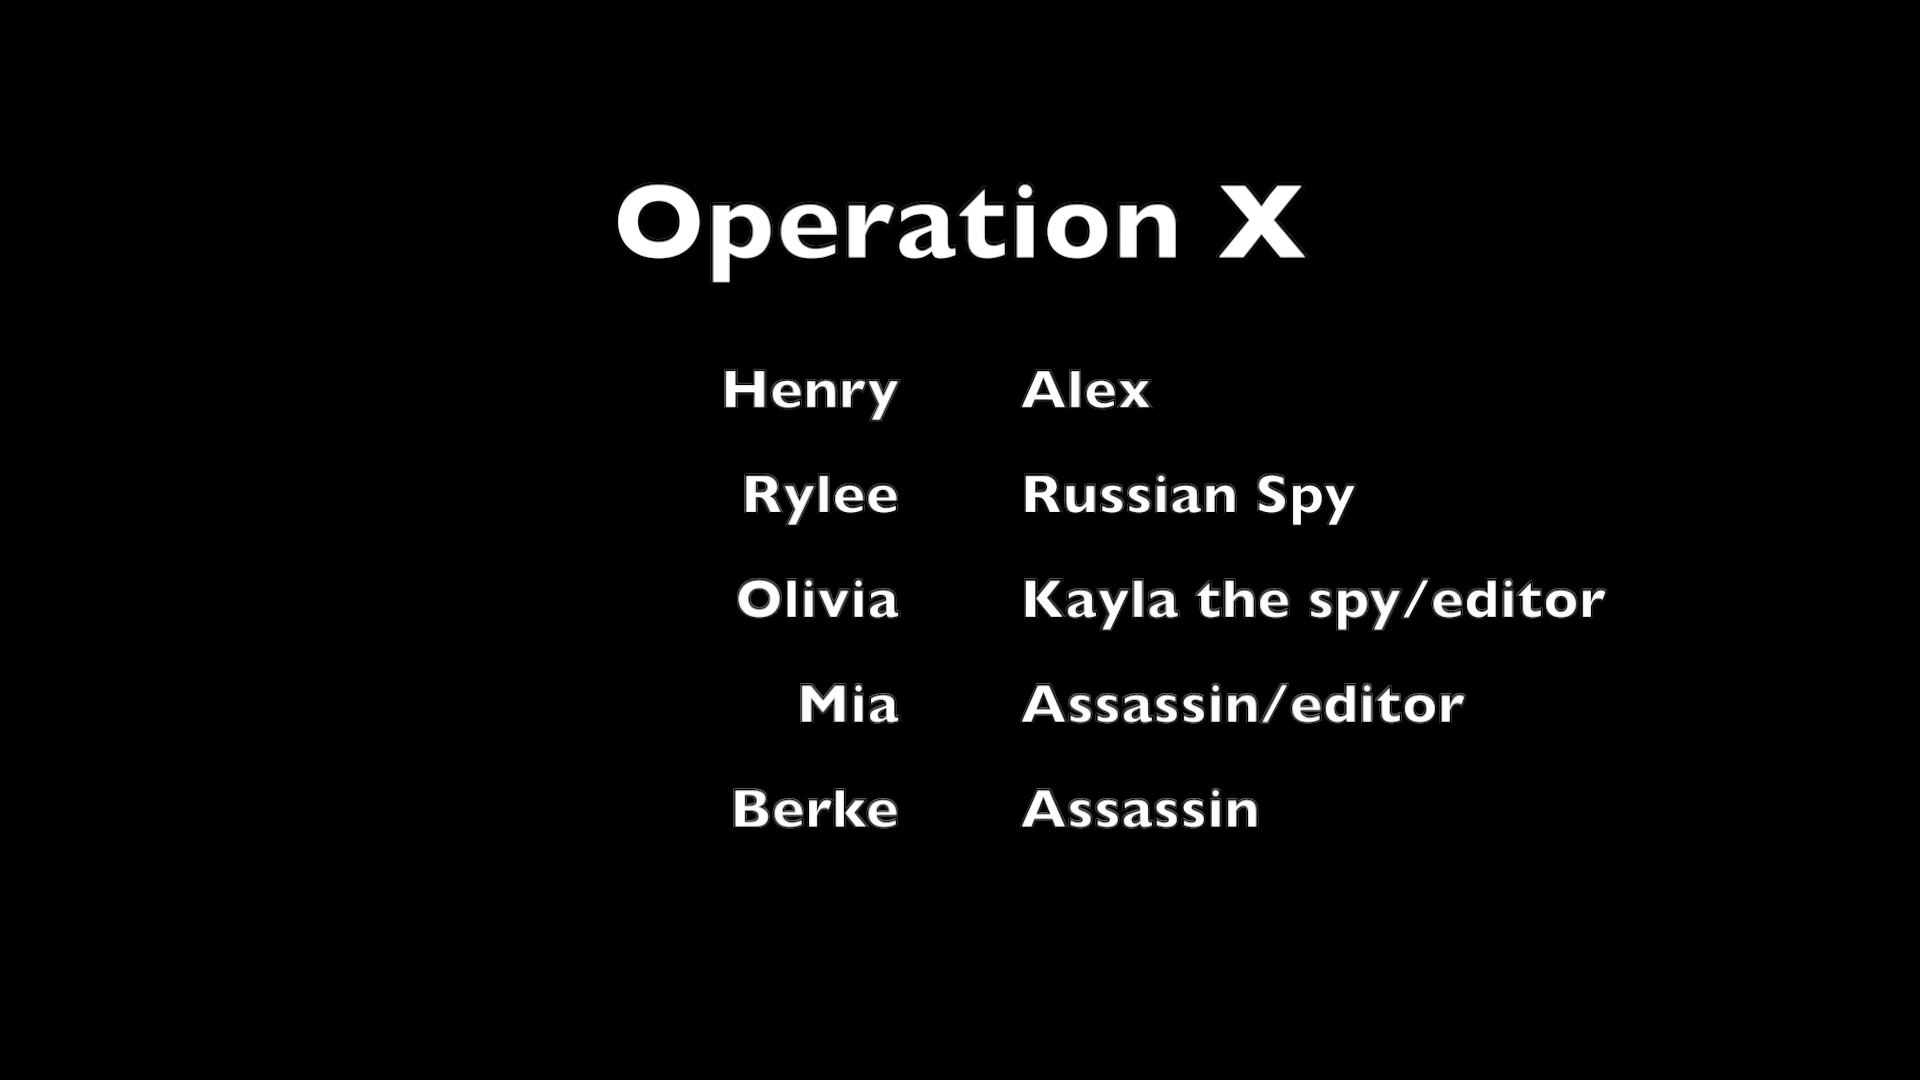 Operation X
Henry Alex
Rylee Russian Spy
Olivia Kayla the spy/editor
Mia Assassin/editor
Berke Assassin